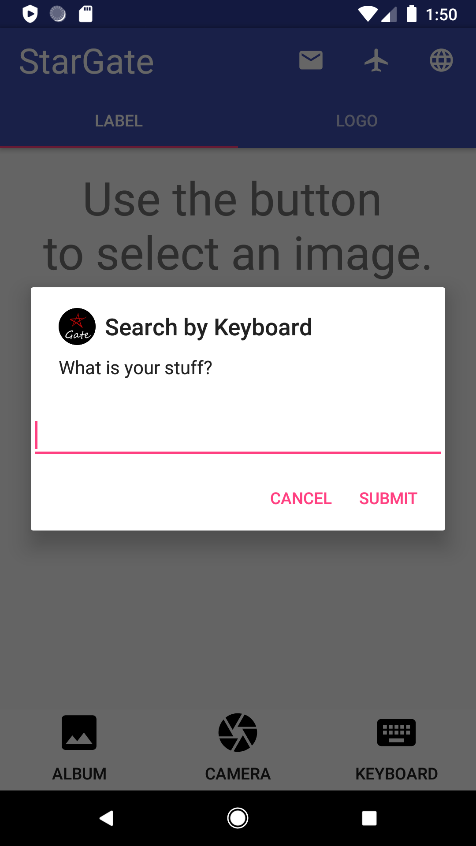 1:50
StarGate
LABEL
LOGO
Use the button
to select an image.
Gate
Search by Keyboard
What is your stuff?
CANCEL
SUBMIT
ALBUM
CAMERA
KEYBOARD